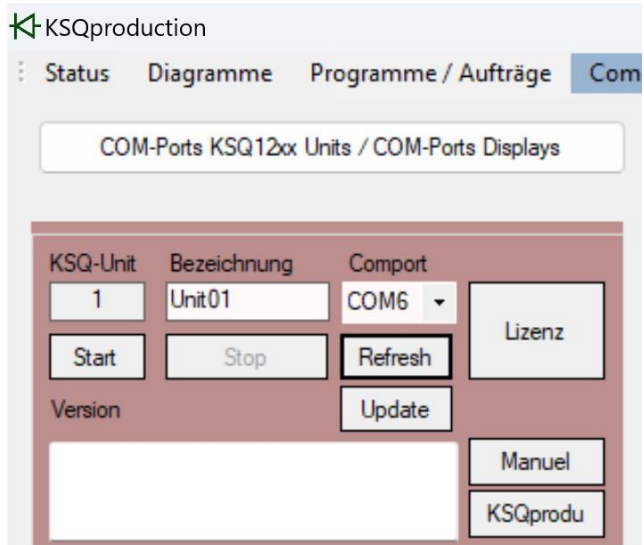 KSQproduction
Status Diagramme Programme / Aufträge Com
COM-Ports KSQ12xx Units / COM-Ports Displays
KSQ-Unit Bezeichnung Comport
1 Unit01 COM6
Lizenz
Start Stop Refresh
Version Update
Manuel
KSQprodu